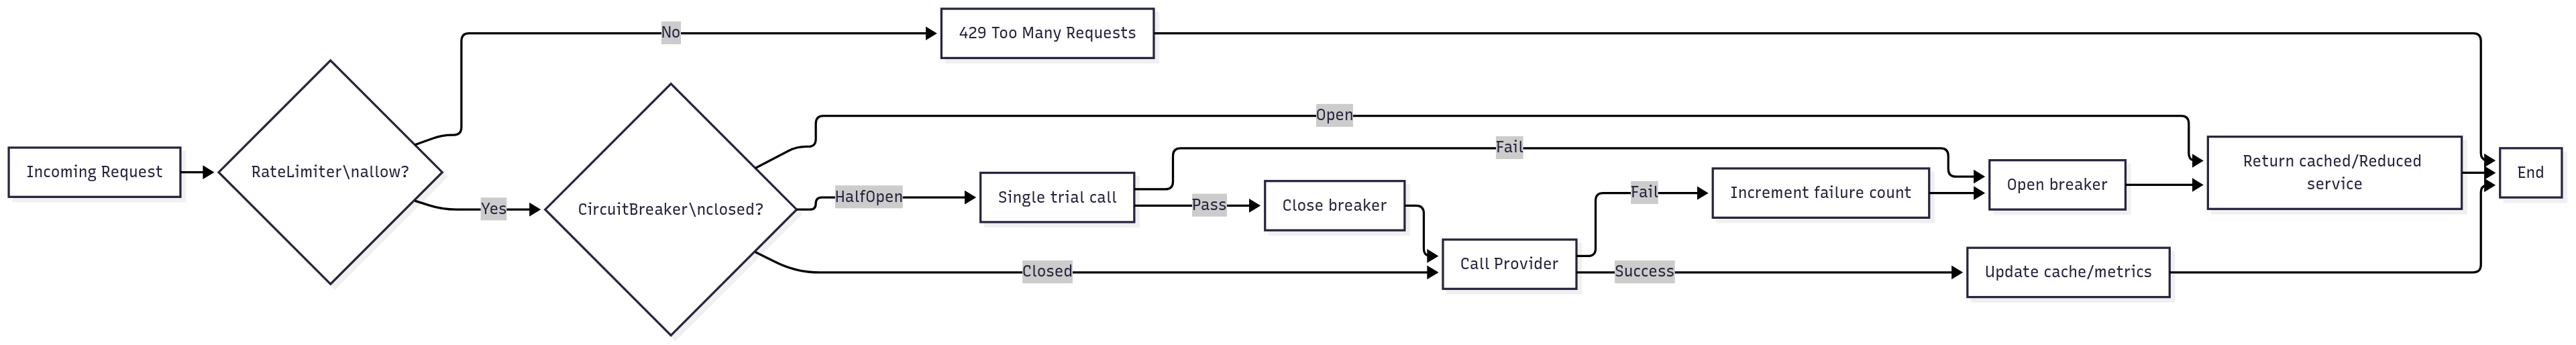 No
429 Too Many Requests
Open
Fail
Incoming Request
RateLimiter\nallow?
Yes
CircuitBreaker\nclosed?
HalfOpen
Single trial call
Pass
Close breaker
Closed
Call Provider
Fail
Increment failure count
Success
Open breaker
Update cache/metrics
Return cached/Reduced
service
End